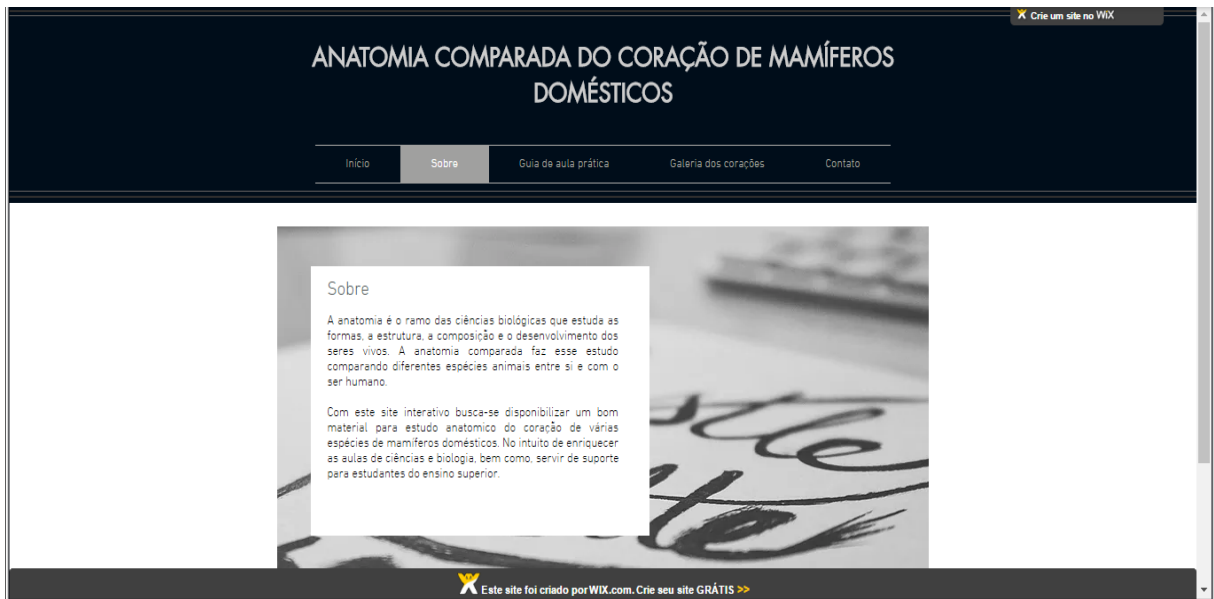 Crie um site no WiX
ANATOMIA COMPARADA DO CORAÇÃO DE MAMÍFEROS
DOMÉSTICOS
Início Sobre Guia de aula prática Galeria dos corações Contato
Sobre
A anatomia é o ramo das ciências biológicas que estuda as
formas, a estrutura, a composição e o desenvolvimento dos
seres vivos. A anatomia comparada faz esse estudo
comparando diferentes espécies animais entre si e com o
ser humano.
Com este site interativo busca-se disponibilizar um bom
material para estudo anatomico do coração de várias
espécies de mamíferos domésticos. No intuito de enriquecer
as aulas de ciências e biologia, bem como, servir de suporte
para estudantes do ensino superior.
Este site foi criado por WIX.com. Crie seu site GRÁTIS >>